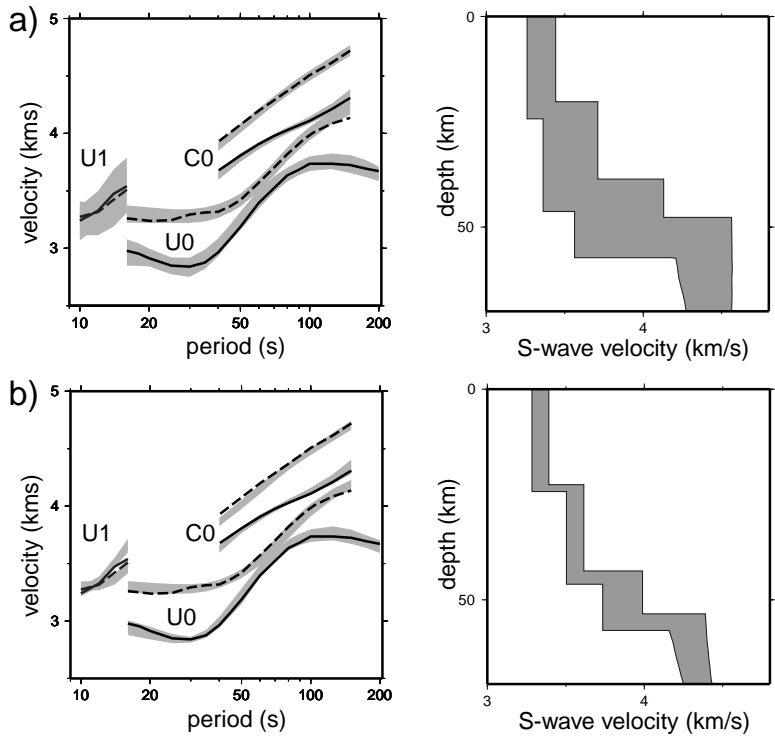 a)
5
4
3
velocity (kms)
U1
C0
U0
10 20 50 100 200
period (s)
0
50
depth (km)
3 4
S-wave velocity (km/s)
b)
5
4
3
velocity (kms)
U1
C0
U0
10 20 50 100 200
period (s)
0
50
depth (km)
3 4
S-wave velocity (km/s)